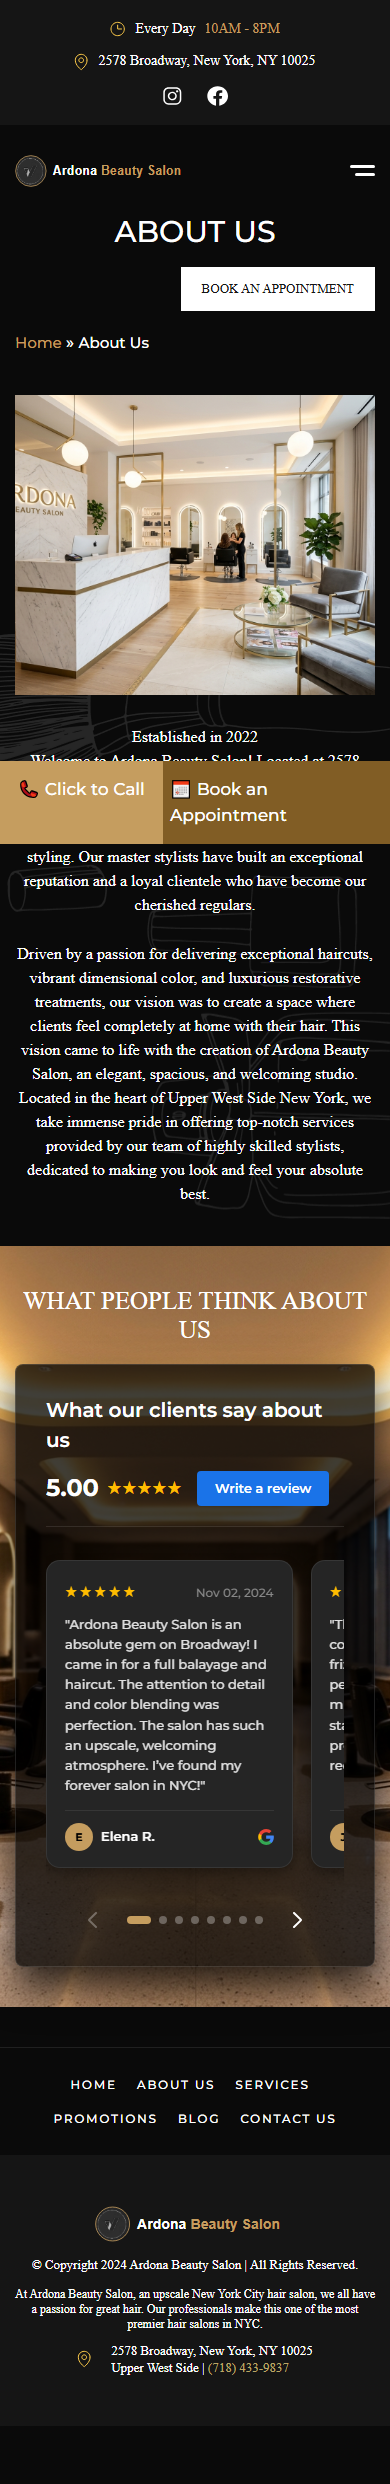 Every Day 10AM - 8PM
2578 Broadway, New York, NY 10025
Ardona Beauty Salon
ABOUT US
BOOK AN APPOINTMENT
Home » About Us
RDONA
EAUTY SALON
Established in 2022
Welcome to Ardona Beauty Salon! Located at 2578
Click to Call
Book an
Appointment
styling. Our master stylists have built an exceptional
reputation and a loyal clientele who have become our
cherished regulars.
Driven by a passion for delivering exceptional haircuts,
vibrant dimensional color, and luxurious restorative
treatments, our vision was to create a space where
clients feel completely at home with their hair. This
vision came to life with the creation of Ardona Beauty
Salon, an elegant, spacious, and welcoming studio.
Located in the heart of Upper West Side New York, we
take immense pride in offering top-notch services
provided by our team of highly skilled stylists,
dedicated to making you look and feel your absolute
best.
WHAT PEOPLE THINK ABOUT
US
What our clients say about
us
5.00 ★★★★★ Write a review
★★★★★ Nov 02, 2024
"Ardona Beauty Salon is an
absolute gem on Broadway! I
came in for a full balayage and
haircut. The attention to detail
and color blending was
perfection. The salon has such
an upscale, welcoming
atmosphere. I've found my
forever salon in NYC!"
E Elena R.
HOME ABOUT US SERVICES
PROMOTIONS BLOG CONTACT US
Ardona Beauty Salon
© Copyright 2024 Ardona Beauty Salon | All Rights Reserved.
At Ardona Beauty Salon, an upscale New York City hair salon, we all have
a passion for great hair. Our professionals make this one of the most
premier hair salons in NYC.
2578 Broadway, New York, NY 10025
Upper West Side | (718) 433-9837